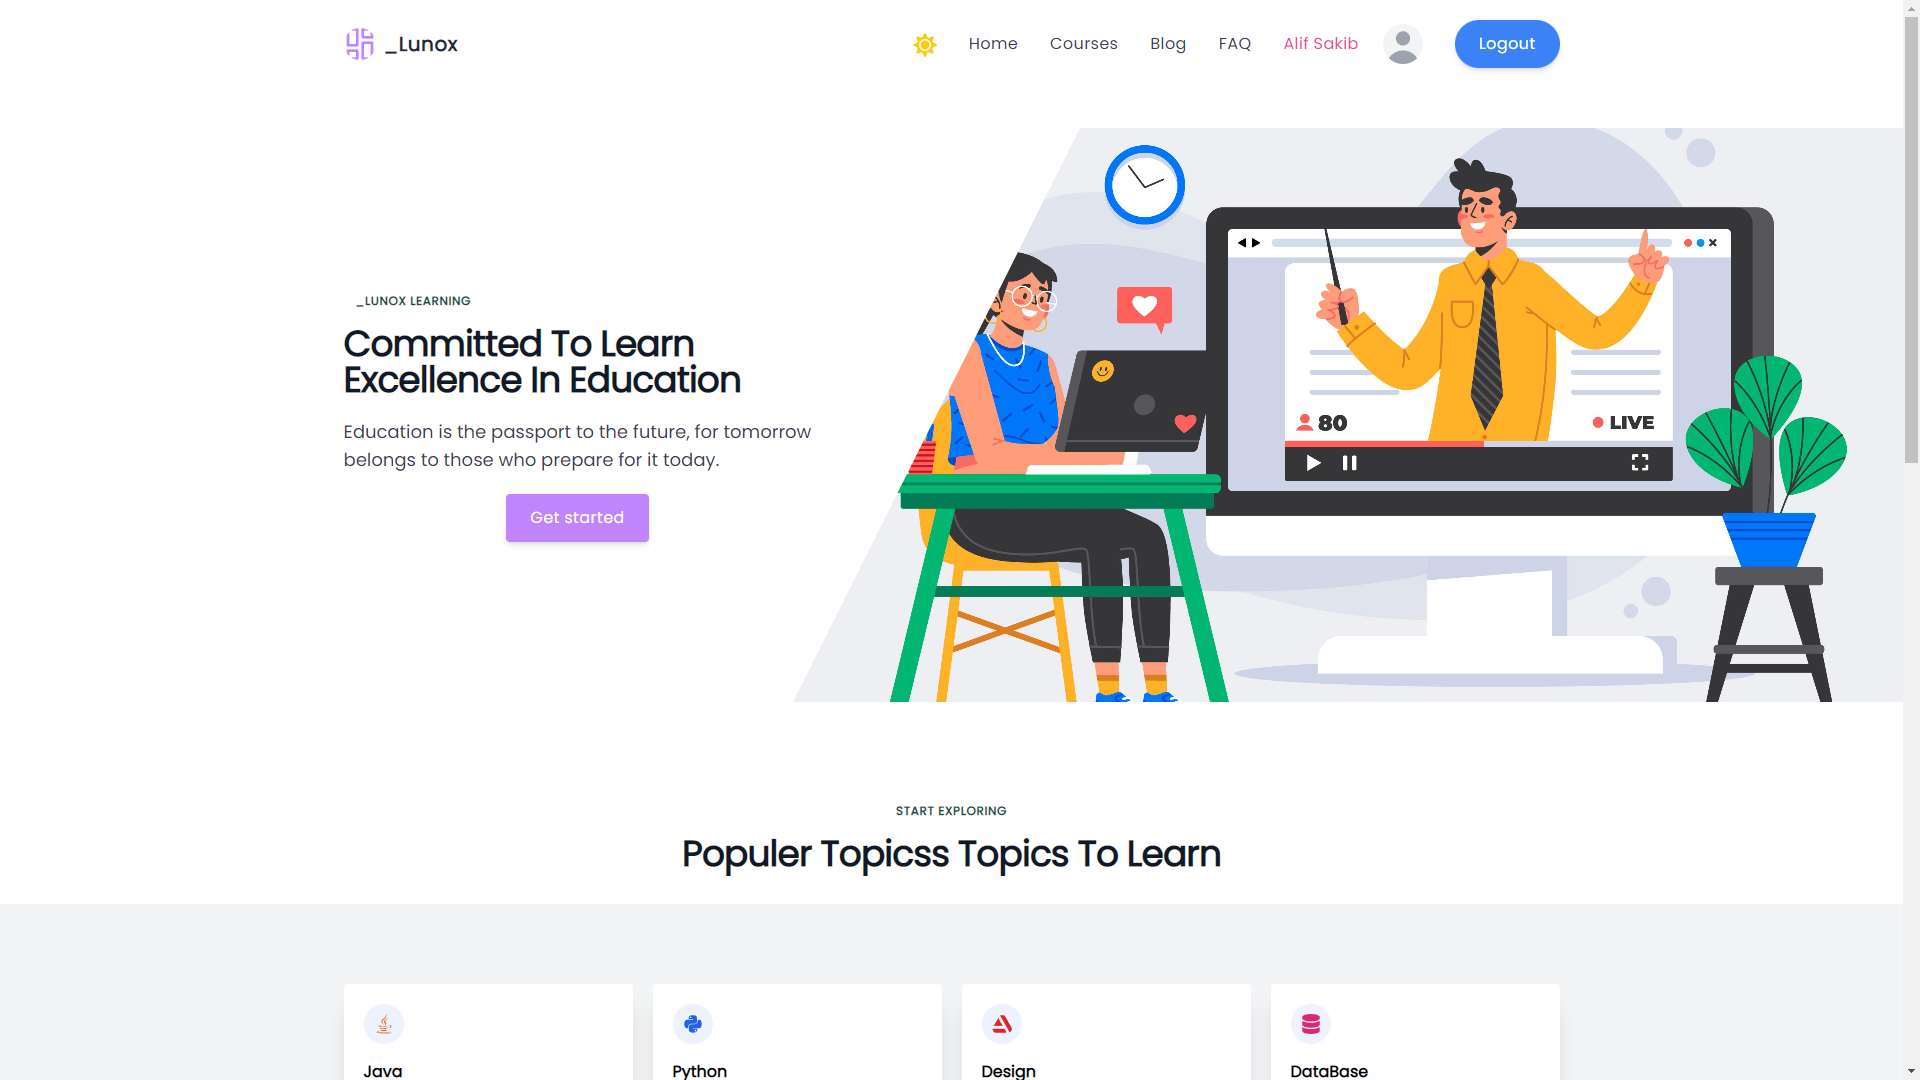 _Lunox
Home
Courses
Blog
FAQ
Alif Sakib
Logout
_LUNOX LEARNING
Committed To Learn
Excellence In Education
Education is the passport to the future, for tomorrow
belongs to those who prepare for it today.
Get started
80
LIVE
START EXPLORING
Populer Topicss Topics To Learn
Java
Python
Design
DataBase